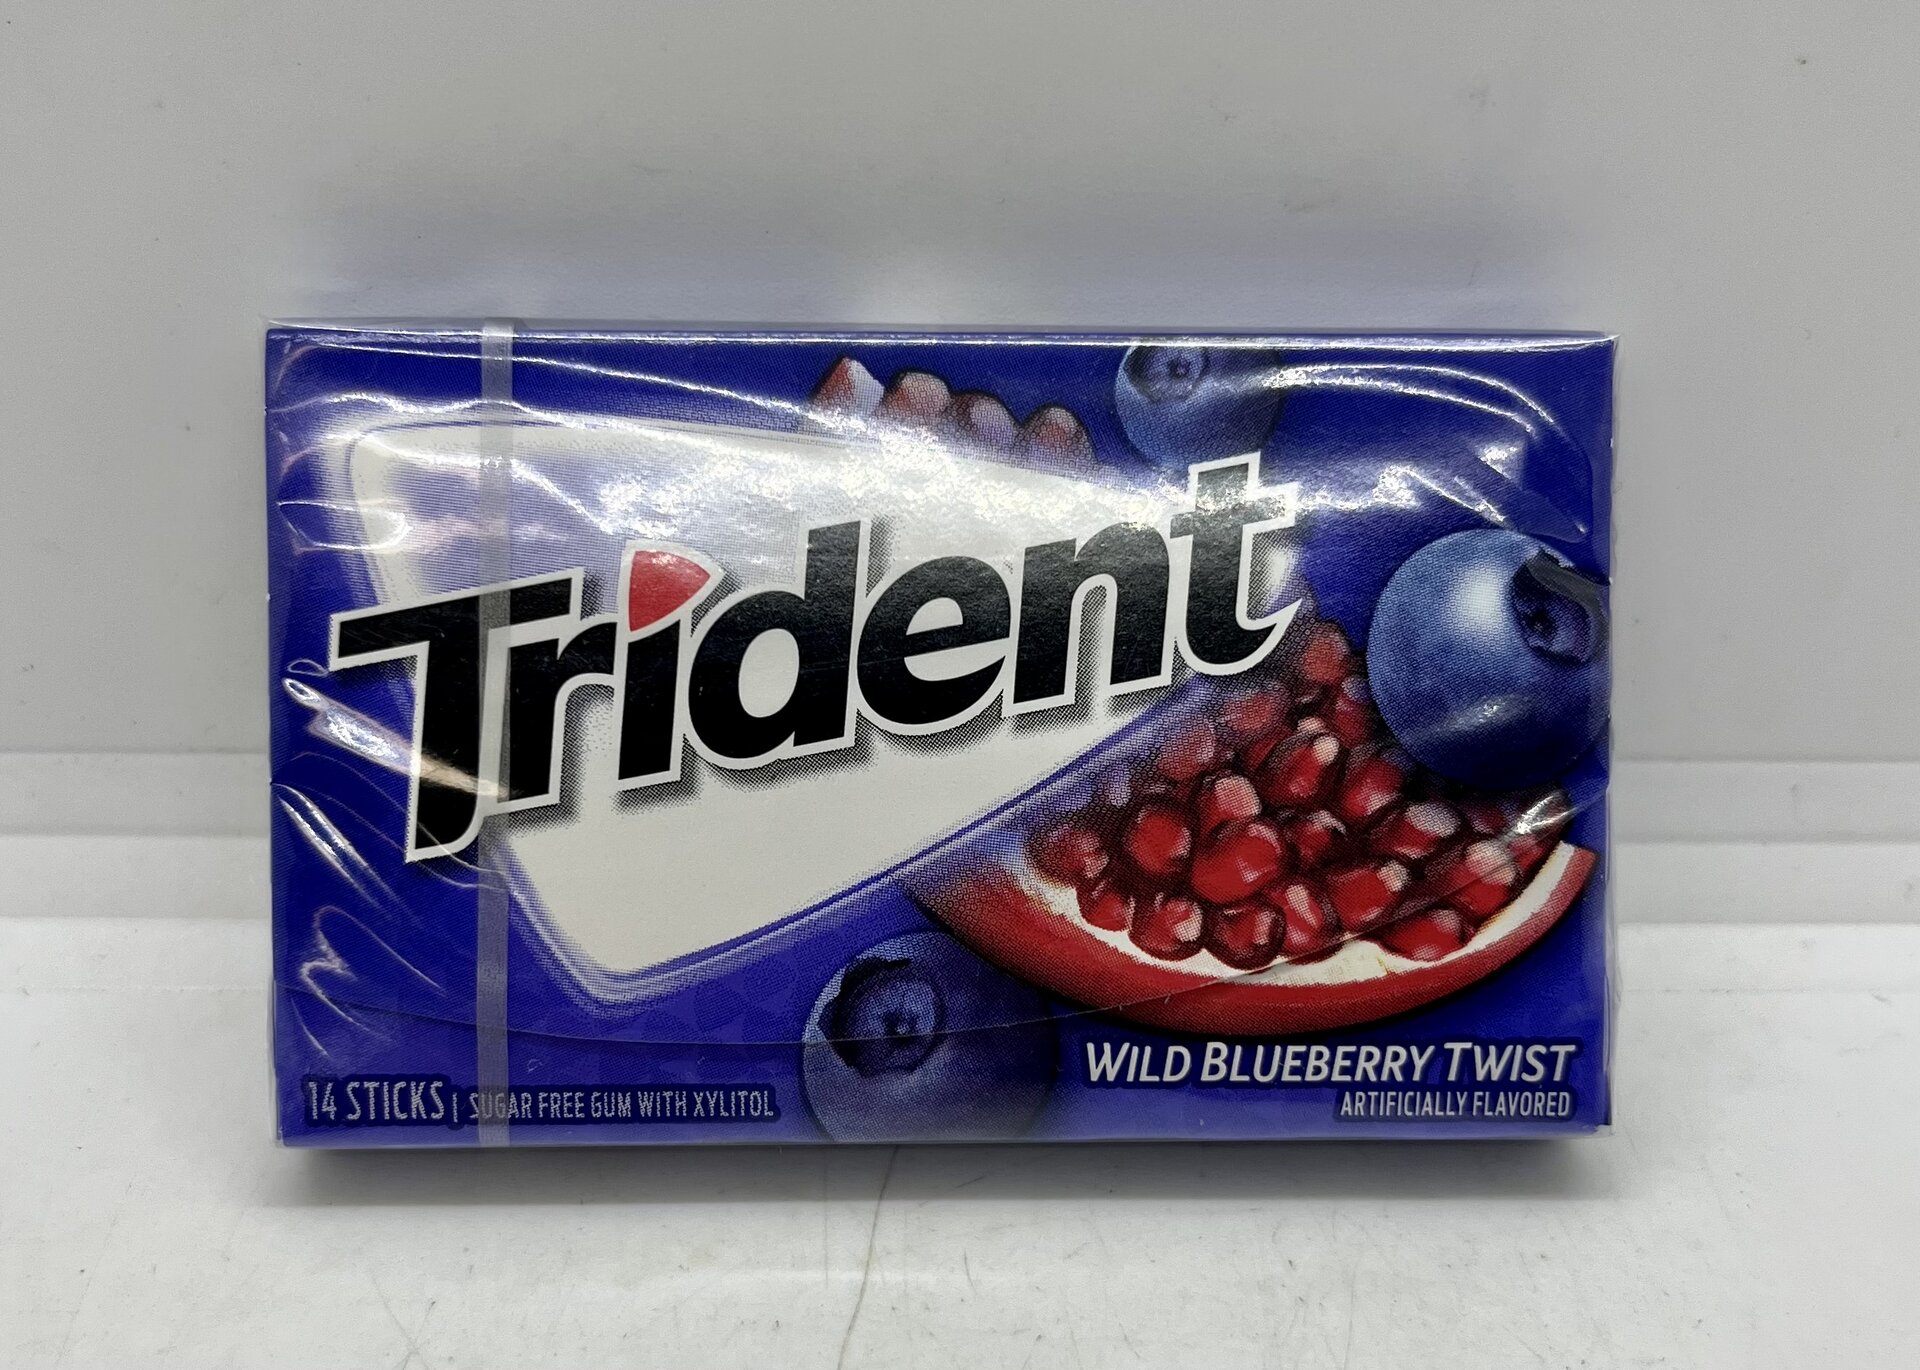 Trident
WILD BLUEBERRY TWIST
ARTIFICIALLY FLAVORED
14 STICKS | SUGAR FREE GUM WITH XYLITOL